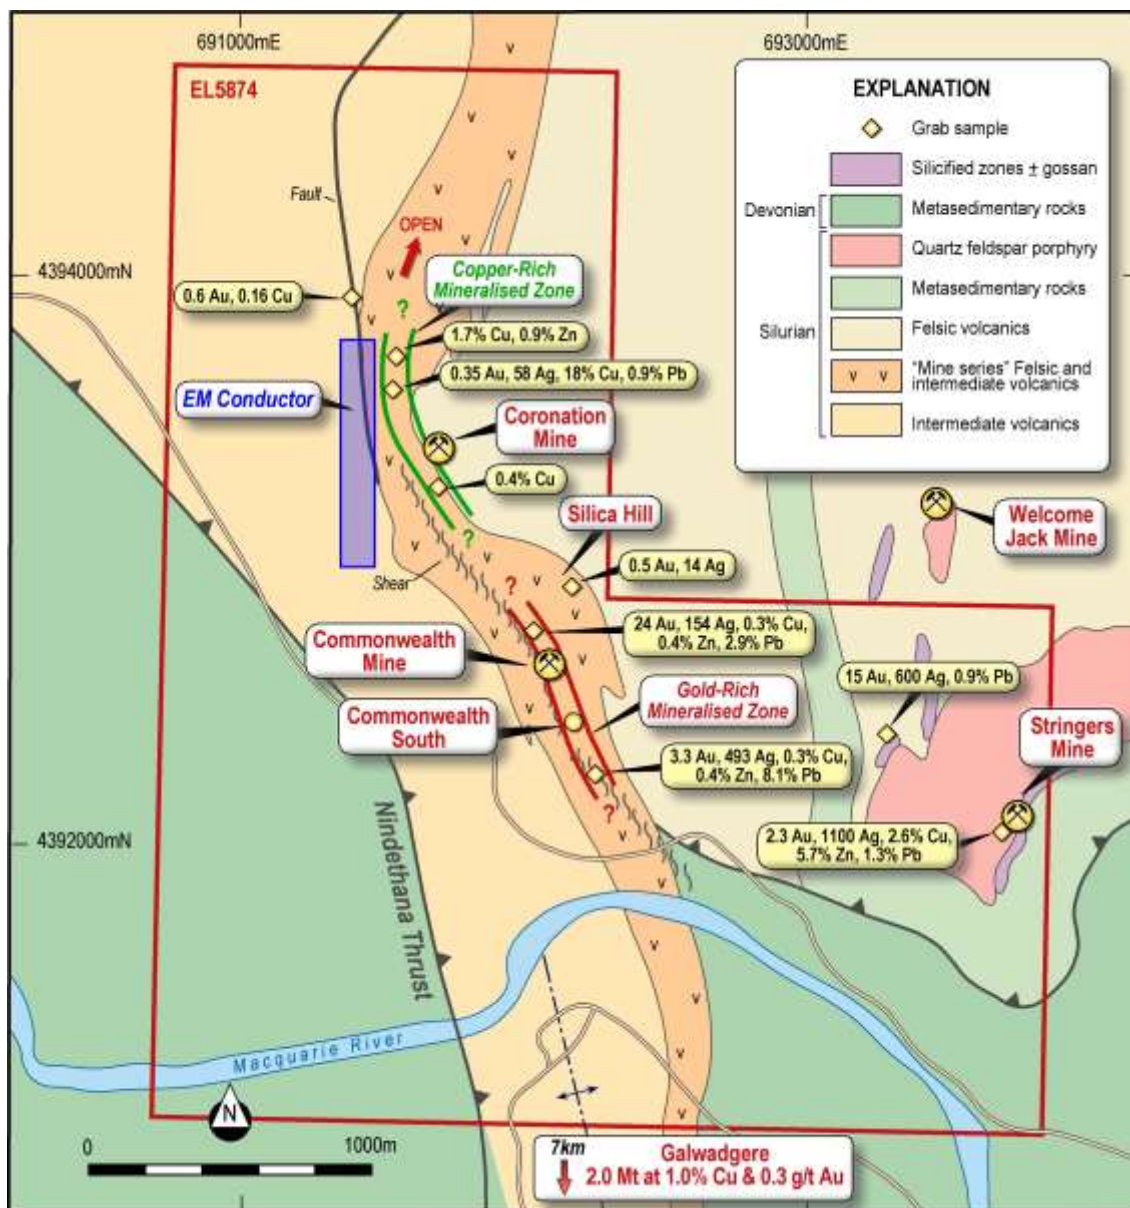 691000mE
693000mE
EL5874
EXPLANATION
Grab sample
Silicified zones ± gossan
Devonian
Metasedimentary rocks
Quartz feldspar porphyry
Metasedimentary rocks
Silurian
Felsic volcanics
"Mine series" Felsic and
intermediate volcanics
Intermediate volcanics
v v
Fault
OPEN
4394000mN
Copper-Rich
Mineralised Zone
0.6 Au, 0.16 Cu
?
1.7% Cu, 0.9% Zn
0.35 Au, 58 Ag, 18% Cu, 0.9% Pb
EM Conductor
Coronation
Mine
0.4% Cu
?
Silica Hill
Welcome
Jack Mine
Shear
?
0.5 Au, 14 Ag
24 Au, 154 Ag, 0.3% Cu,
0.4% Zn, 2.9% Pb
Commonwealth
Mine
15 Au, 600 Ag, 0.9% Pb
Gold-Rich
Mineralised Zone
Commonwealth
South
Stringers
Mine
3.3 Au, 493 Ag, 0.3% Cu,
0.4% Zn, 8.1% Pb
?
4392000mN
2.3 Au, 1100 Ag, 2.6% Cu,
5.7% Zn, 1.3% Pb
Nindethana Thrust
Macquarie River
N
0
1000m
7km
Galwadgere
2.0 Mt at 1.0% Cu & 0.3 g/t Au